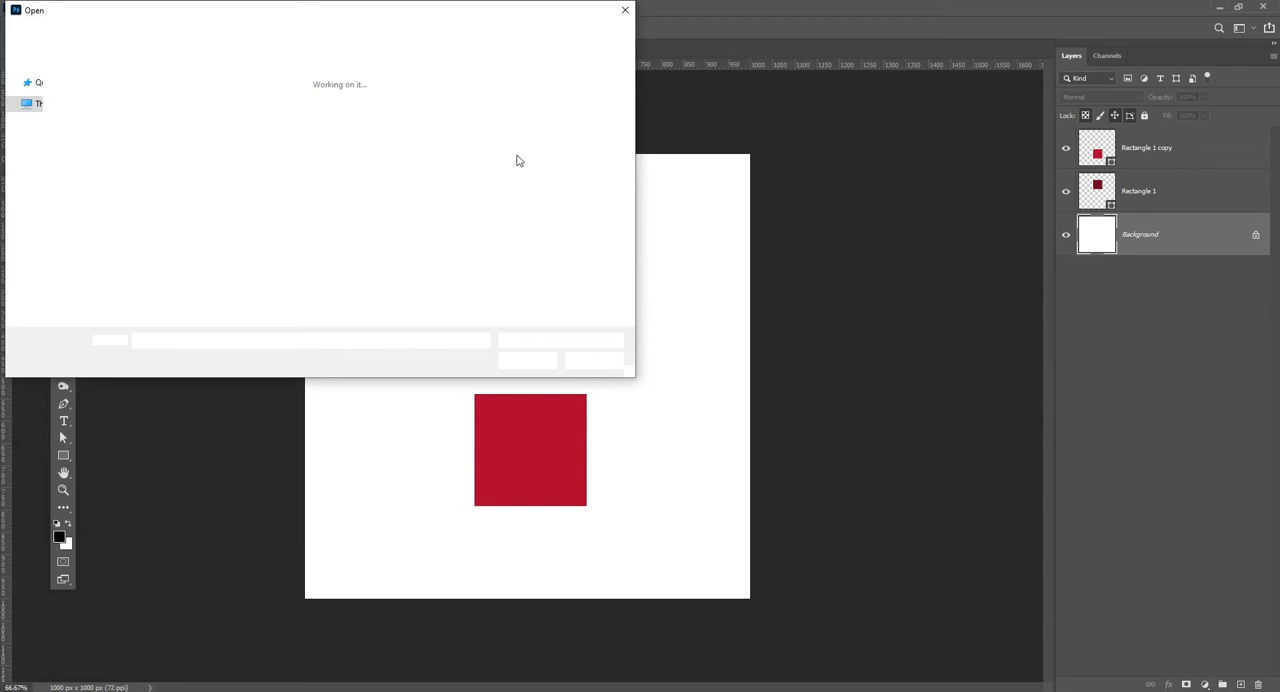 Open
Working on it...
Qu
Th
750 800 850 900 950 1000 1050 1100 1150 1200 1250 1300 1350 1400 1450 1500 1550 1600
Layers
Channels
Kind
Normal
Opacity: 100%
Lock:
Fill: 100%
Rectangle 1 copy
Rectangle 1
Background
66.67%
1000 px x 1000 px (72 ppi)